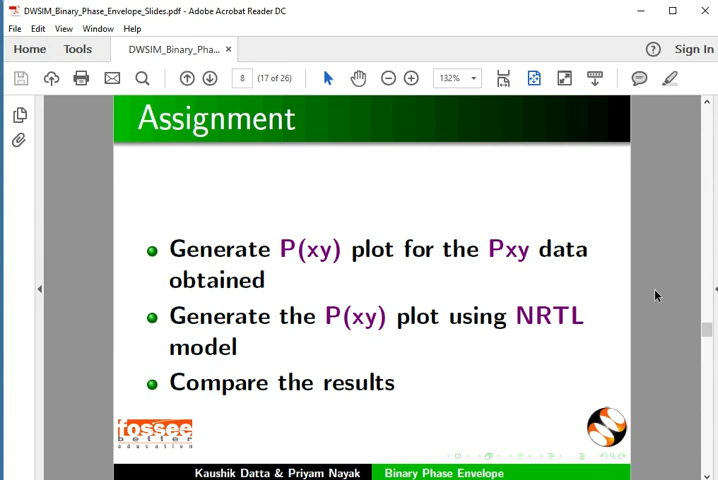 DWSIM_Binary_Phase_Envelope_Slides.pdf - Adobe Acrobat Reader DC
File Edit View Window Help
Home Tools DWSIM_Binary_Pha... × Sign In
8 (17 of 26) 132%
Assignment
Generate P(xy) plot for the Pxy data
obtained
Generate the P(xy) plot using NRTL
model
Compare the results
fossee
better
education
Kaushik Datta & Priyam Nayak Binary Phase Envelope